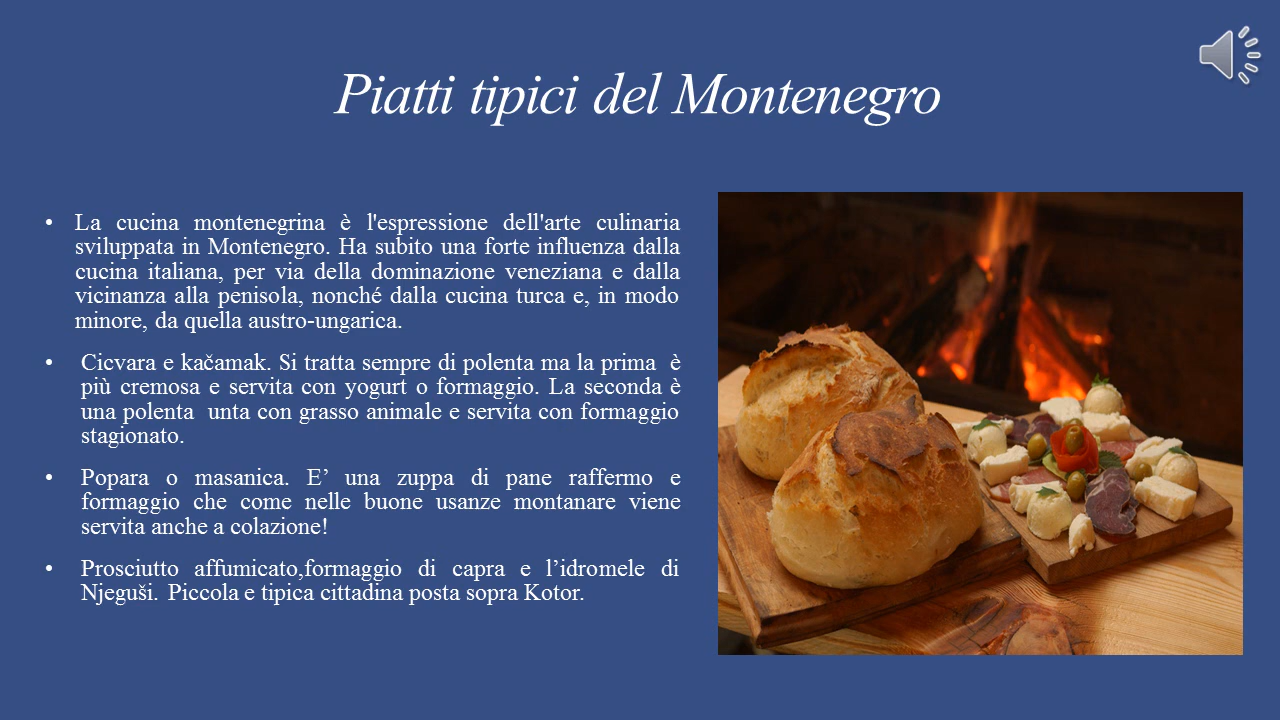 Piatti tipici del Montenegro
• La cucina montenegrina è l'espressione dell'arte culinaria
sviluppata in Montenegro. Ha subito una forte influenza dalla
cucina italiana, per via della dominazione veneziana e dalla
vicinanza alla penisola, nonché dalla cucina turca e, in modo
minore, da quella austro-ungarica.
• Cicvara e kačamak. Si tratta sempre di polenta ma la prima è
più cremosa e servita con yogurt o formaggio. La seconda è
una polenta unta con grasso animale e servita con formaggio
stagionato.
• Popara o masanica. E’ una zuppa di pane raffermo e
formaggio che come nelle buone usanze montanare viene
servita anche a colazione!
• Prosciutto affumicato,formaggio di capra e l’idromele di
Njeguši. Piccola e tipica cittadina posta sopra Kotor.